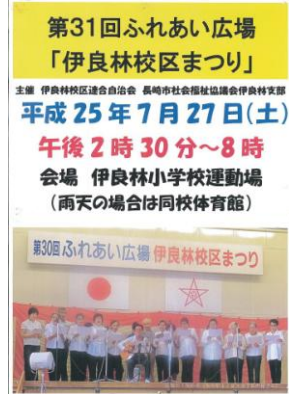 第31回ふれあい広場
「伊良林校区まつり」
主催 伊良林校区連合自治会 長崎市社会福祉協議会伊良林支部
平成25年7月27日(土)
午後2時30分～8時
会場 伊良林小学校運動場
(雨天の場合は同校体育館)
第30回ふれあい広場 伊良林校区まつり